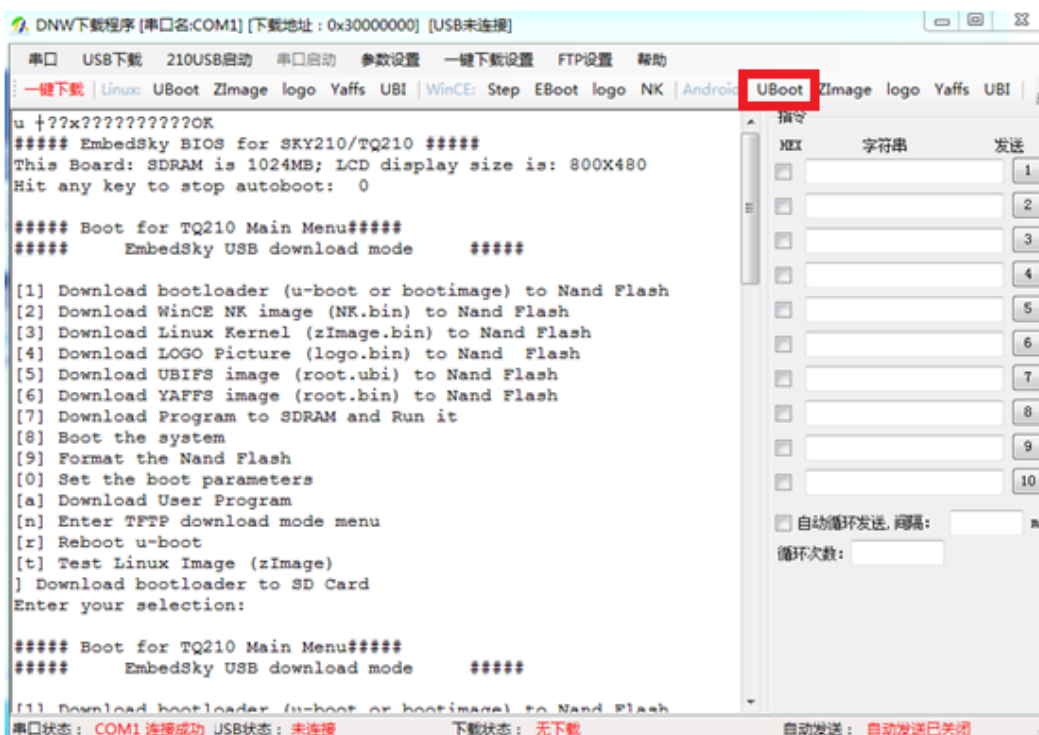 DNW下载程序 [串口名:COM1] [下载地址：0x30000000] [USB未连接]
串口 USB下载 210USB启动 串口启动 参数设置 一键下载设置 FTP设置 帮助
一键下载 | Linux: UBoot ZImage logo Yaffs UBI | WinCE: Step EBoot logo NK | Android UBoot ZImage logo Yaffs UBI |
u ┼??x??????????OK
指令
##### EmbedSky BIOS for SKY210/TQ210 #####
HEX 字符串 发送
This Board: SDRAM is 1024MB; LCD display size is: 800X480
1
Hit any key to stop autoboot:  0
2
##### Boot for TQ210 Main Menu#####
3
#####     EmbedSky USB download mode     #####
4
[1] Download bootloader (u-boot or bootimage) to Nand Flash
5
[2] Download WinCE NK image (NK.bin) to Nand Flash
[3] Download Linux Kernel (zImage.bin) to Nand Flash
6
[4] Download LOGO Picture (logo.bin) to Nand  Flash
[5] Download UBIFS image (root.ubi) to Nand Flash
7
[6] Download YAFFS image (root.bin) to Nand Flash
[7] Download Program to SDRAM and Run it
8
[8] Boot the system
9
[9] Format the Nand Flash
[0] Set the boot parameters
10
[a] Download User Program
[n] Enter TFTP download mode menu
自动循环发送,间隔:
[r] Reboot u-boot
循环次数:
[t] Test Linux Image (zImage)
] Download bootloader to SD Card
Enter your selection:
##### Boot for TQ210 Main Menu#####
#####     EmbedSky USB download mode     #####
[1] Download bootloader (u-boot or bootimage) to Nand Flash
串口状态： COM1 连接成功 USB状态： 未连接 下载状态： 无下载 自动发送： 自动发送已关闭